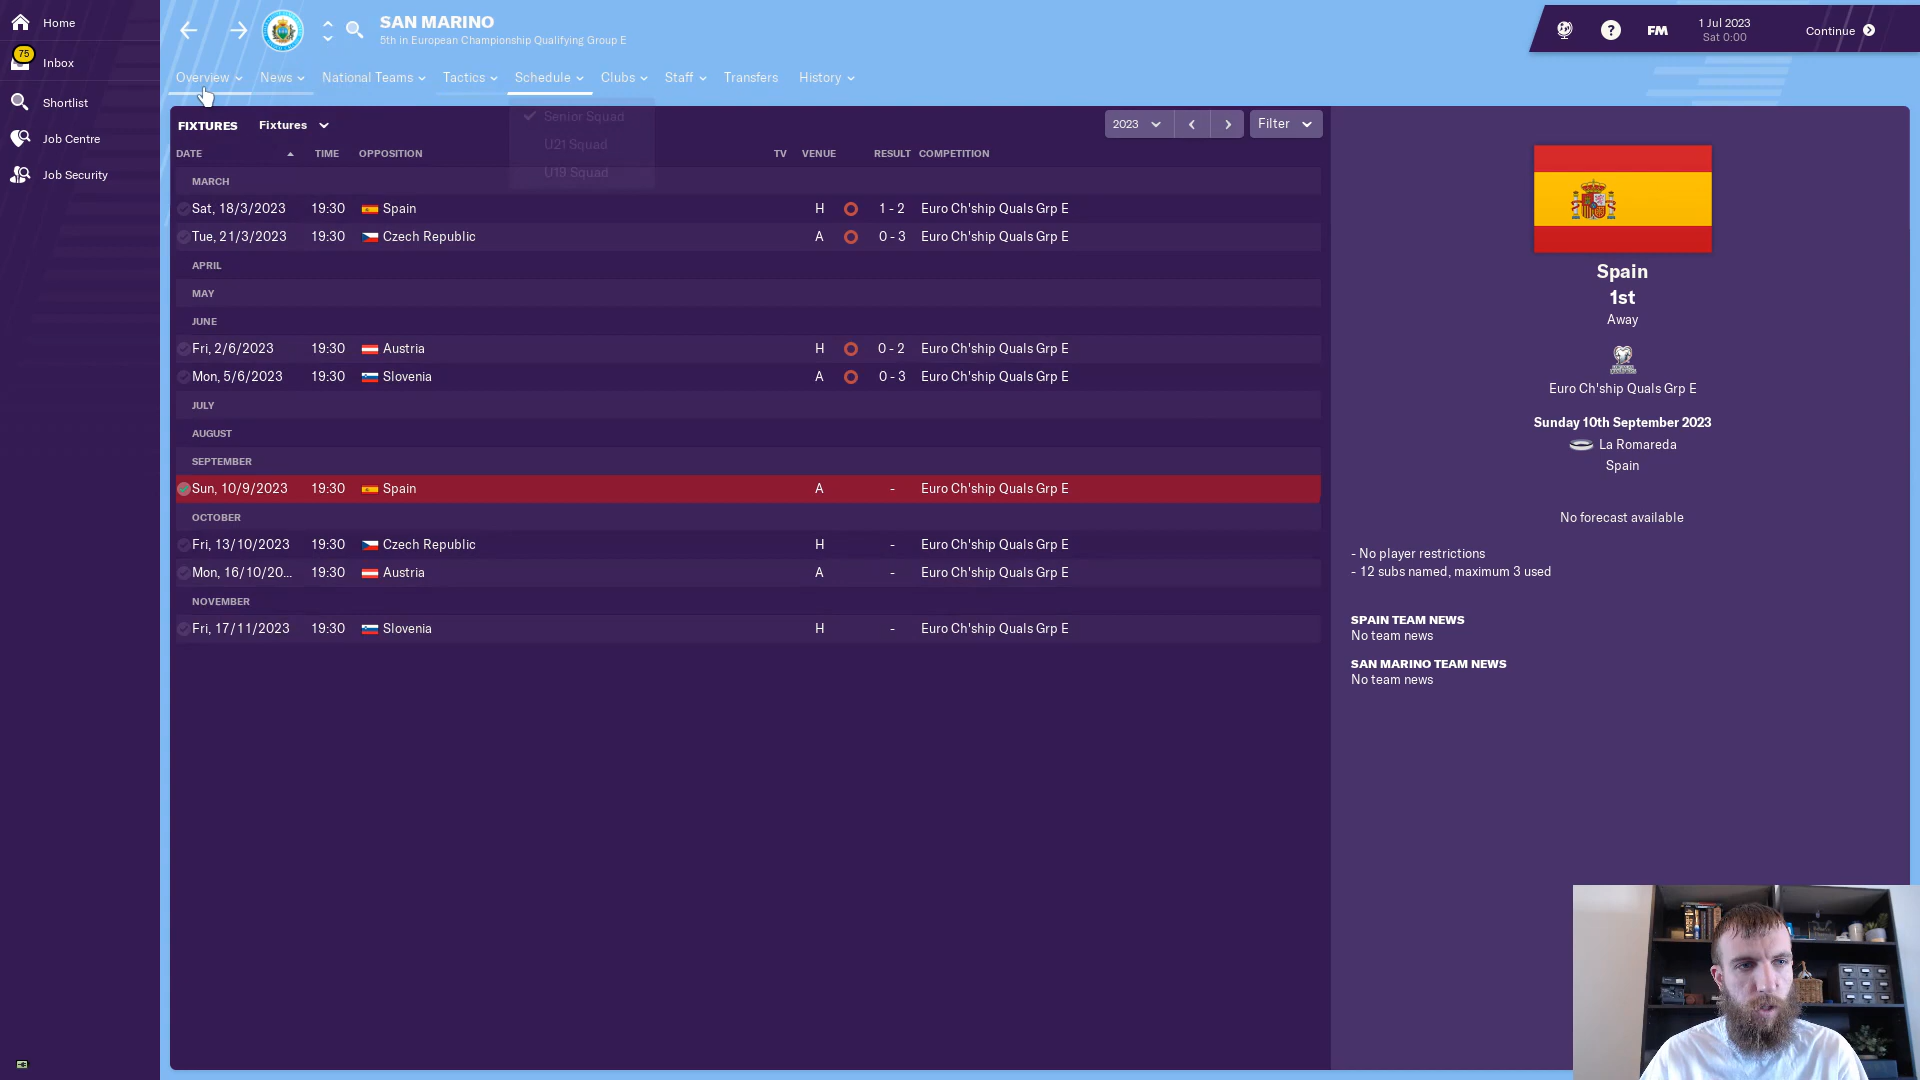 Home
75
Inbox
Shortlist
Job Centre
Job Security
SAN MARINO
5th in European Championship Qualifying Group E
FM
1 Jul 2023
Sat 0:00
Continue
Overview
News
National Teams
Tactics
Schedule
Clubs
Staff
Transfers
History
Senior Squad
U21 Squad
U19 Squad
FIXTURES Fixtures
2023
Filter
DATE TIME OPPOSITION TV VENUE RESULT COMPETITION
MARCH
Sat, 18/3/2023 19:30 Spain H 1 - 2 Euro Ch'ship Quals Grp E
Tue, 21/3/2023 19:30 Czech Republic A 0 - 3 Euro Ch'ship Quals Grp E
APRIL
MAY
JUNE
Fri, 2/6/2023 19:30 Austria H 0 - 2 Euro Ch'ship Quals Grp E
Mon, 5/6/2023 19:30 Slovenia A 0 - 3 Euro Ch'ship Quals Grp E
JULY
AUGUST
SEPTEMBER
Sun, 10/9/2023 19:30 Spain A - Euro Ch'ship Quals Grp E
OCTOBER
Fri, 13/10/2023 19:30 Czech Republic H - Euro Ch'ship Quals Grp E
Mon, 16/10/20... 19:30 Austria A - Euro Ch'ship Quals Grp E
NOVEMBER
Fri, 17/11/2023 19:30 Slovenia H - Euro Ch'ship Quals Grp E
Spain
1st
Away
Euro Ch'ship Quals Grp E
Sunday 10th September 2023
La Romareda
Spain
No forecast available
- No player restrictions
- 12 subs named, maximum 3 used
SPAIN TEAM NEWS
No team news
SAN MARINO TEAM NEWS
No team news